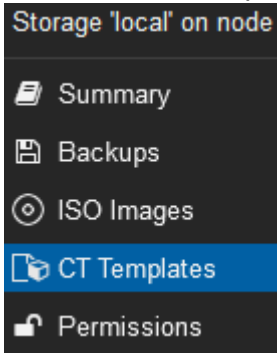 Storage 'local' on node
Summary
Backups
ISO Images
CT Templates
Permissions